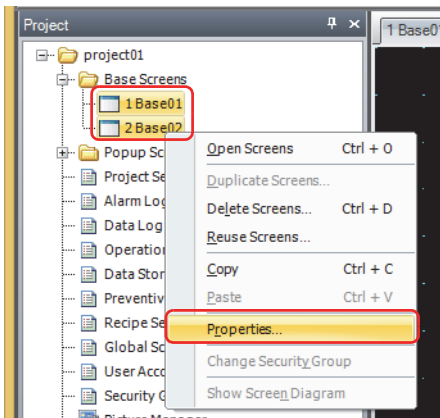 Project
1 Base0
project01
Base Screens
1 Base01
2 Base02
Popup Sc
Project Se
Alarm Log
Data Log
Operation
Data Stor
Preventiv
Recipe Se
Global Sc
User Acco
Security G
Open Screens Ctrl + O
Duplicate Screens...
Delete Screens... Ctrl + D
Reuse Screens...
Copy Ctrl + C
Paste Ctrl + V
Properties...
Change Security Group
Show Screen Diagram